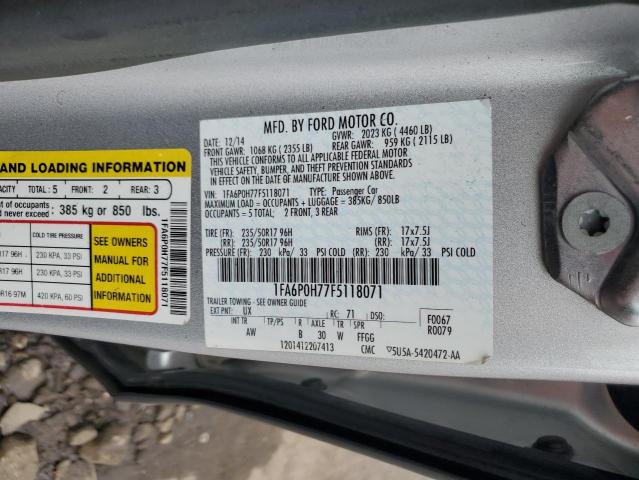 AND LOADING INFORMATION
TOTAL: 5 FRONT: 2 REAR: 3
of occupants
never exceed 385 kg or 850 lbs.
COLD TIRE PRESSURE
R17 96H 230 KPA, 33 PSI
R17 96H 230 KPA, 33 PSI
R16 97M 420 KPA, 60 PSI
SEE OWNERS
MANUAL FOR
ADDITIONAL
INFORMATION
1FA6P0H77F5118071
MFD. BY FORD MOTOR CO.
DATE: 12/14 GVWR: 2023 KG ( 4460 LB)
FRONT GAWR: 1068 KG ( 2355 LB) REAR GAWR: 959 KG ( 2115 LB)
THIS VEHICLE CONFORMS TO ALL APPLICABLE FEDERAL MOTOR
VEHICLE SAFETY, BUMPER, AND THEFT PREVENTION STANDARDS
IN EFFECT ON THE DATE OF MANUFACTURE SHOWN ABOVE.
VIN: 1FA6P0H77F5118071 TYPE: Passenger Car
MAXIMUM LOAD = OCCUPANTS + LUGGAGE = 385KG/ 850LB
OCCUPANTS = 5 TOTAL: 2 FRONT, 3 REAR
TIRE (FR): 235/50R17 96H RIMS (FR): 17x7.5J
TIRE (RR): 235/50R17 96H (RR): 17x7.5J
PRESSURE (FR): 230 kPa/ 33 PSI COLD (RR): 230 kPa/ 33 PSI COLD
1FA6P0H77F5118071
TRAILER TOWING - SEE OWNER GUIDE
EXT PNT: UX RC: 71 DSO: F0067
INT TR TP/PS R AXLE TR SPR R0079
AW B 30 W FFGG
1201412207413 CMC ▽5U5A-5420472-AA